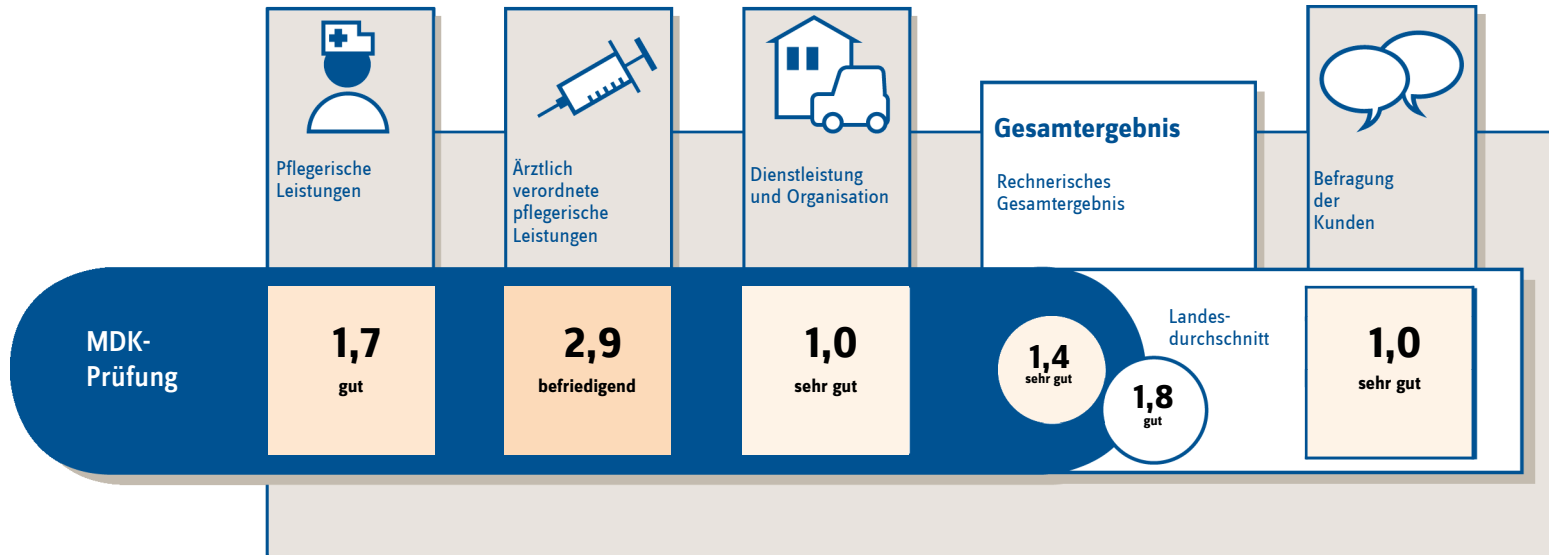 Pflegerische
Leistungen
Ärztlich
verordnete
pflegerische
Leistungen
Dienstleistung
und Organisation
Gesamtergebnis
Rechnerisches
Gesamtergebnis
Befragung
der
Kunden
MDK-
Prüfung
1,7
gut
2,9
befriedigend
1,0
sehr gut
1,4
sehr gut
Landes-
durchschnitt
1,8
gut
1,0
sehr gut